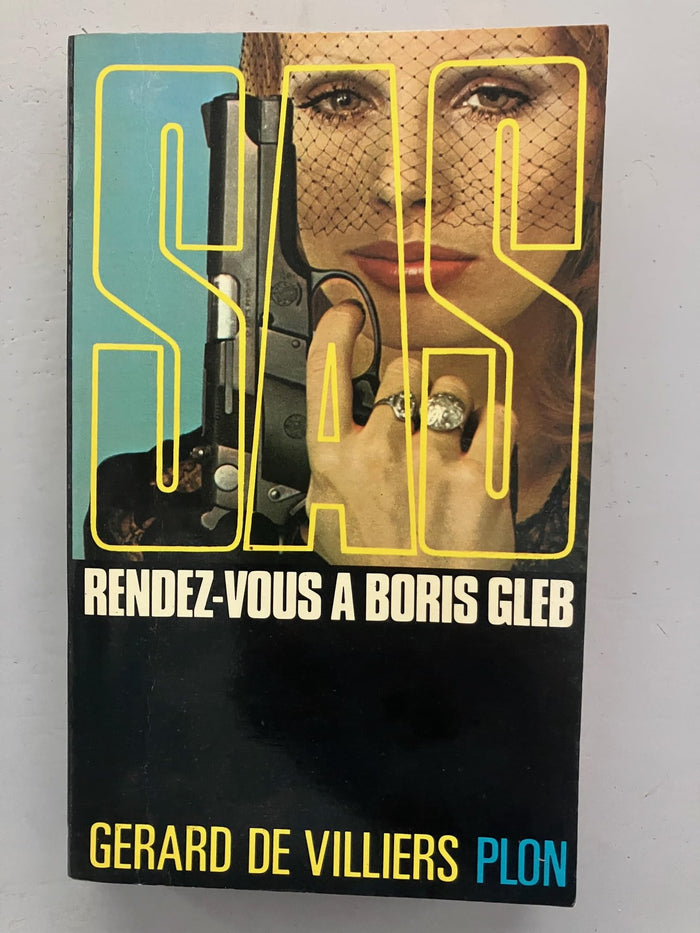 SAS
RENDEZ-VOUS A BORIS GLEB
GERARD DE VILLIERS PLON